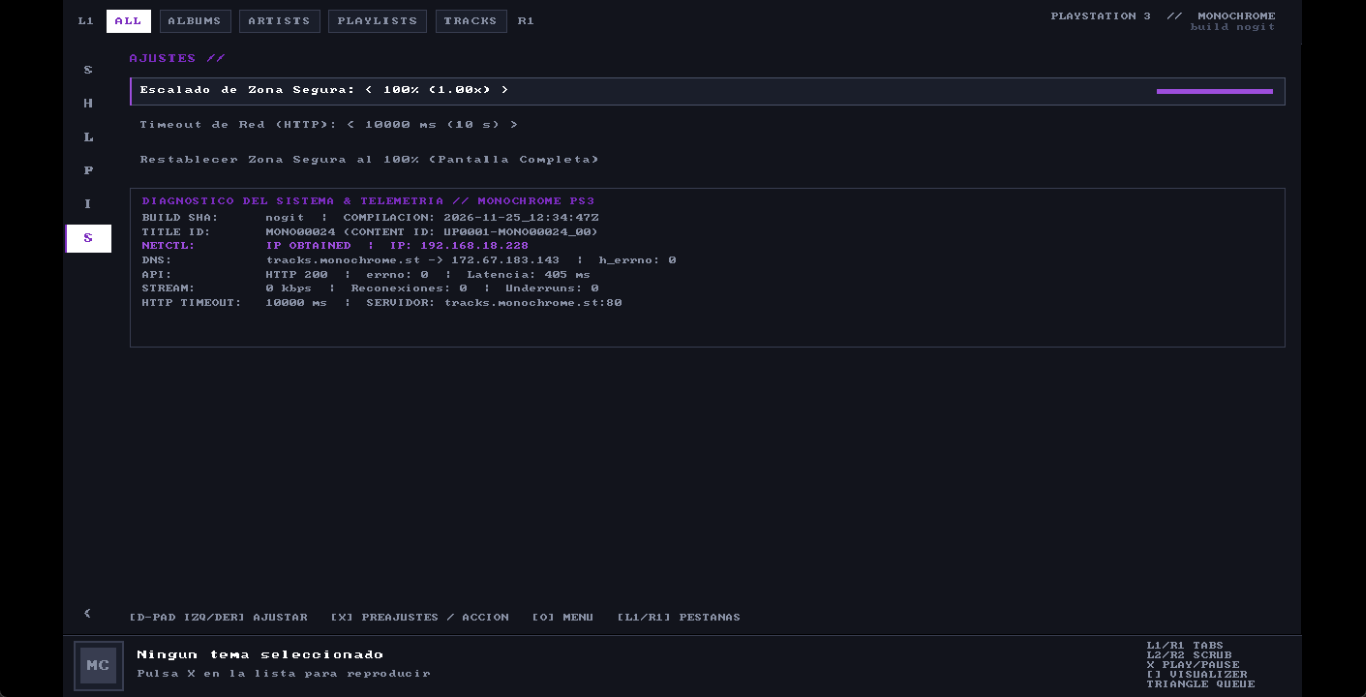 L1 ALL ALBUMS ARTISTS PLAYLISTS TRACKS R1
PLAYSTATION 3 // MONOCHROME
build nogit
S
H
L
P
I
S
AJUSTES //
Escalado de Zona Segura: < 100% (1.00x) >
Timeout de Red (HTTP): < 10000 ms (10 s) >
Restablecer Zona Segura al 100% (Pantalla Completa)
DIAGNOSTICO DEL SISTEMA & TELEMETRIA // MONOCHROME PS3
BUILD SHA: nogit | COMPILACION: 2026-11-25_12:34:47Z
TITLE ID: MONO00024 (CONTENT ID: UP0001-MONO00024_00)
NETCTL: IP OBTAINED | IP: 192.168.18.228
DNS: tracks.monochrome.st -> 172.67.183.143 | h_errno: 0
API: HTTP 200 | errno: 0 | Latencia: 405 ms
STREAM: 0 kbps | Reconexiones: 0 | Underruns: 0
HTTP TIMEOUT: 10000 ms | SERVIDOR: tracks.monochrome.st:80
<
[D-PAD IZQ/DER] AJUSTAR [X] PREAJUSTES / ACCION [O] MENU [L1/R1] PESTANAS
MC
Ningun tema seleccionado
Pulsa X en la lista para reproducir
L1/R1 TABS
L2/R2 SCRUB
X PLAY/PAUSE
[] VISUALIZER
TRIANGLE QUEUE